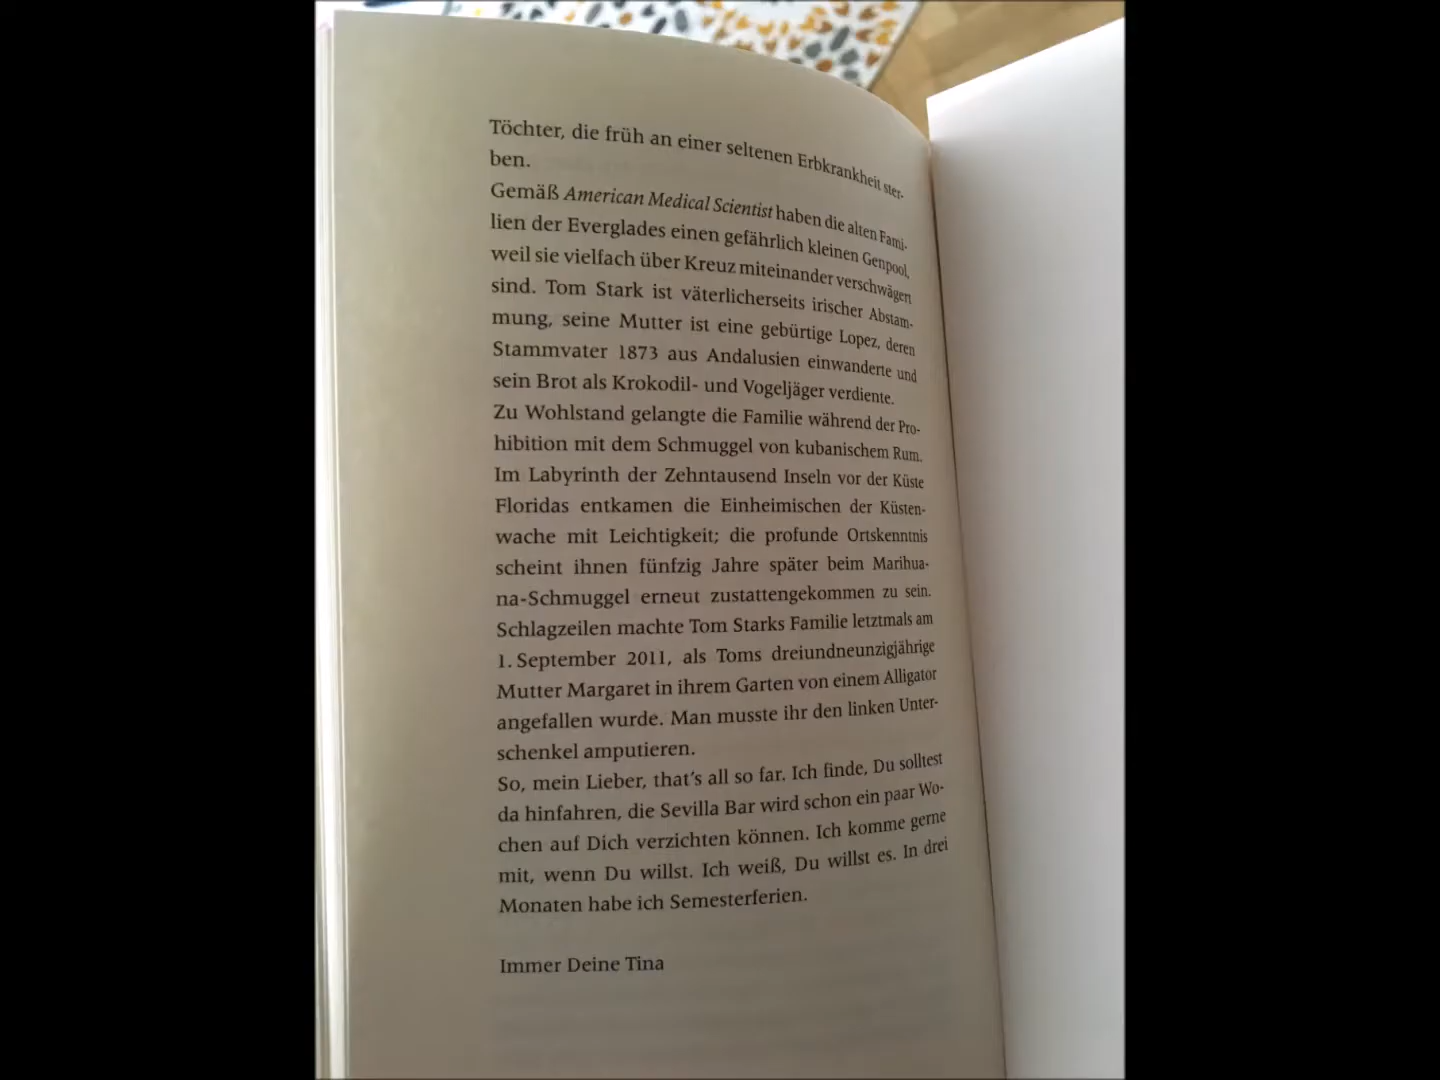 Töchter, die früh an einer seltenen Erbkrankheit ster-
ben.
Gemäß American Medical Scientist haben die alten Fami-
lien der Everglades einen gefährlich kleinen Genpool,
weil sie vielfach über Kreuz miteinander verschwägert
sind. Tom Stark ist väterlicherseits irischer Abstam-
mung, seine Mutter ist eine gebürtige Lopez, deren
Stammvater 1873 aus Andalusien einwanderte und
sein Brot als Krokodil- und Vogeljäger verdiente.
Zu Wohlstand gelangte die Familie während der Pro-
hibition mit dem Schmuggel von kubanischem Rum.
Im Labyrinth der Zehntausend Inseln vor der Küste
Floridas entkamen die Einheimischen der Küsten-
wache mit Leichtigkeit; die profunde Ortskenntnis
scheint ihnen fünfzig Jahre später beim Marihua-
na-Schmuggel erneut zustattengekommen zu sein.
Schlagzeilen machte Tom Starks Familie letztmals am
1. September 2011, als Toms dreiundneunzigjährige
Mutter Margaret in ihrem Garten von einem Alligator
angefallen wurde. Man musste ihr den linken Unter-
schenkel amputieren.
So, mein Lieber, that's all so far. Ich finde, Du solltest
da hinfahren, die Sevilla Bar wird schon ein paar Wo-
chen auf Dich verzichten können. Ich komme gerne
mit, wenn Du willst. Ich weiß, Du willst es. In drei
Monaten habe ich Semesterferien.
Immer Deine Tina